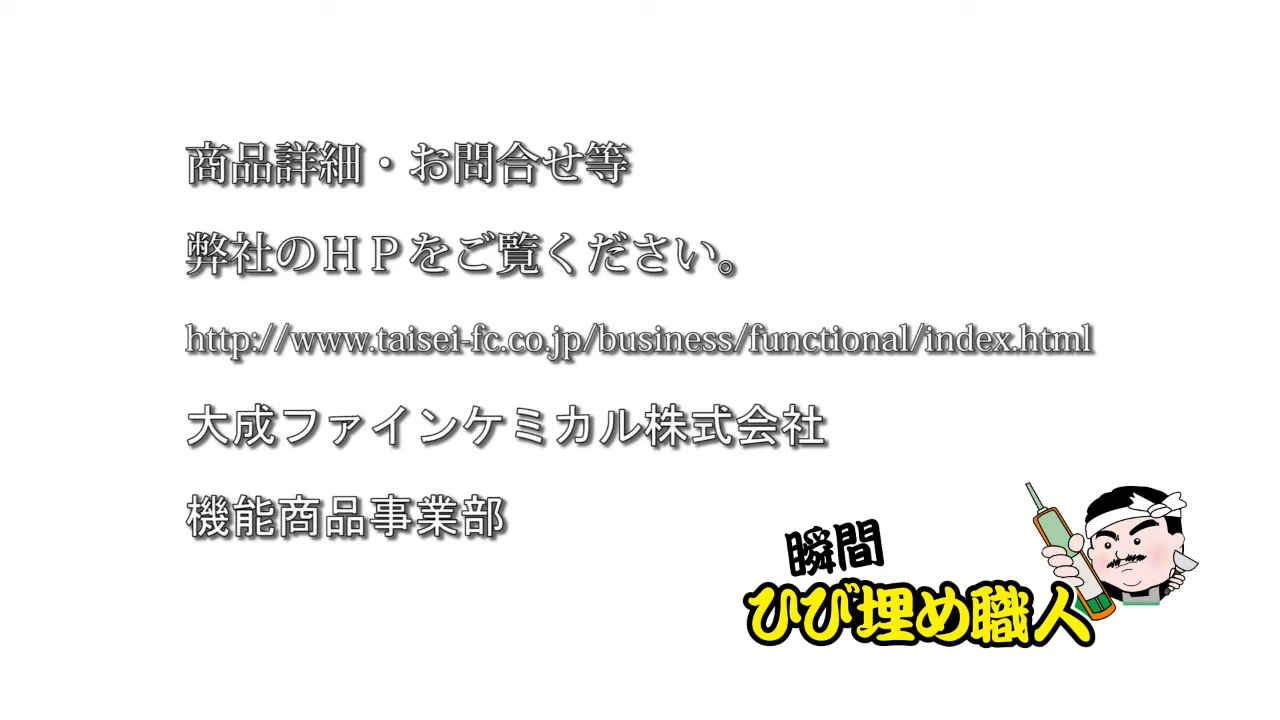 商品詳細・お問合せ等
弊社のＨＰをご覧ください。
http://www.taisei-fc.co.jp/business/functional/index.html
大成ファインケミカル株式会社
機能商品事業部
瞬間
ひび埋め職人